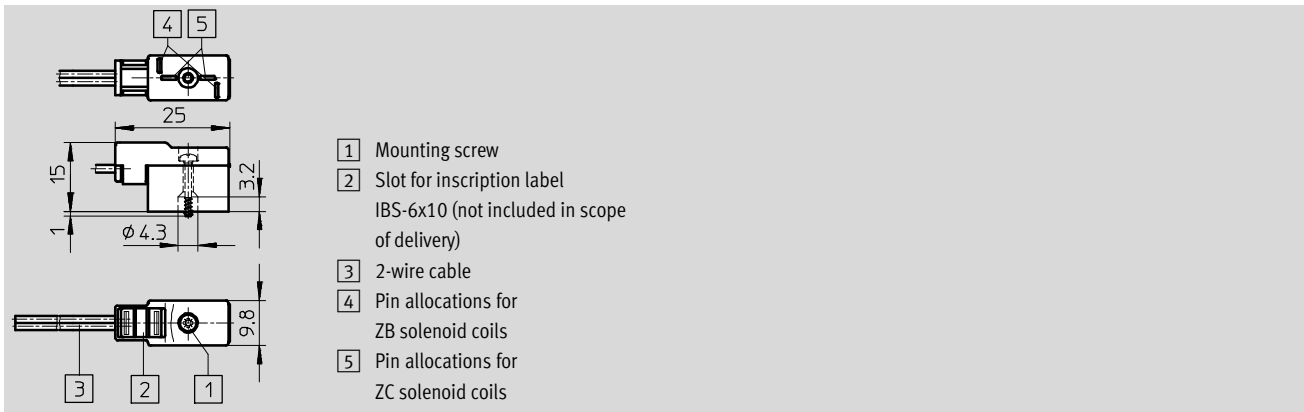 4 5
25
15
3.2
1
ø 4.3
9.8
3 2 1
1 Mounting screw
2 Slot for inscription label
IBS-6x10 (not included in scope
of delivery)
3 2-wire cable
4 Pin allocations for
ZB solenoid coils
5 Pin allocations for
ZC solenoid coils